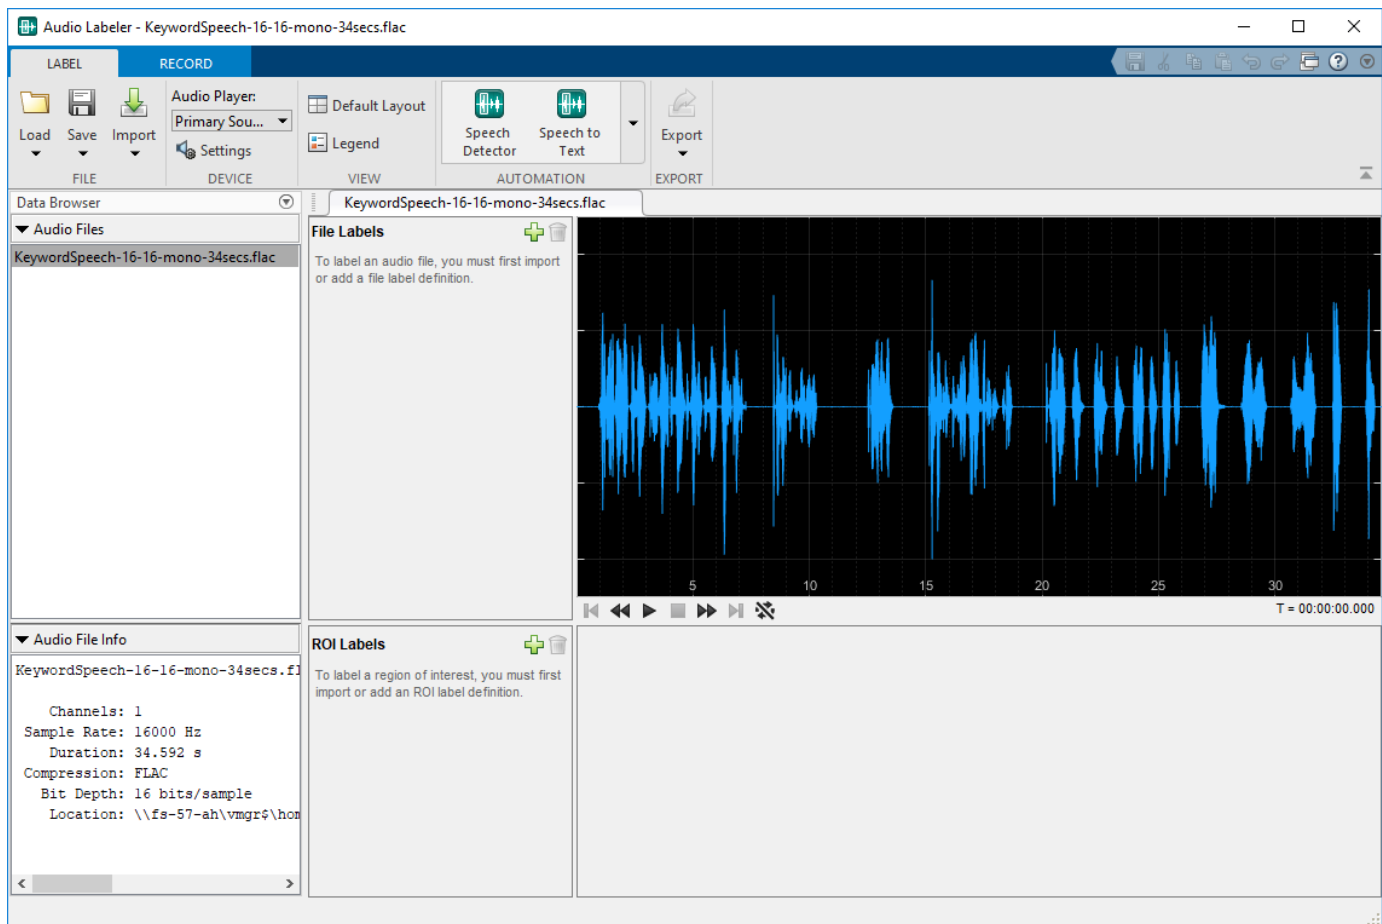 Audio Labeler - KeywordSpeech-16-16-mono-34secs.flac
LABEL
RECORD
Load
Save
Import
FILE
Audio Player:
Primary Sou...
Settings
DEVICE
Default Layout
Legend
VIEW
Speech Detector
Speech to Text
AUTOMATION
Export
EXPORT
Data Browser
Audio Files
KeywordSpeech-16-16-mono-34secs.flac
KeywordSpeech-16-16-mono-34secs.flac
File Labels
To label an audio file, you must first import
or add a file label definition.
5 10 15 20 25 30
T = 00:00:00.000
Audio File Info
KeywordSpeech-16-16-mono-34secs.fl
Channels: 1
Sample Rate: 16000 Hz
Duration: 34.592 s
Compression: FLAC
Bit Depth: 16 bits/sample
Location: \\fs-57-ah\vmgr$\hom
ROI Labels
To label a region of interest, you must first
import or add an ROI label definition.